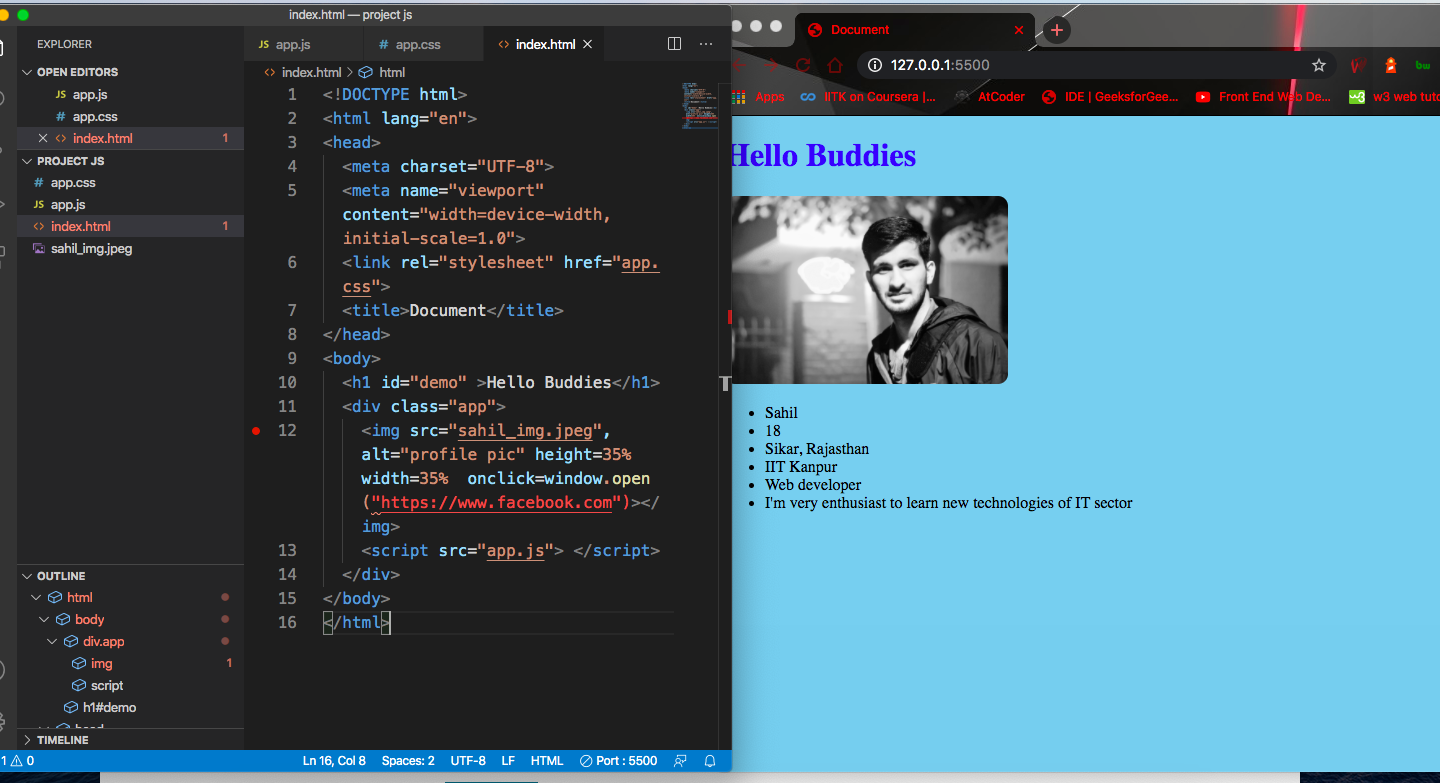 index.html — project js
EXPLORER
OPEN EDITORS
JS app.js
# app.css
index.html 1
PROJECT JS
# app.css
JS app.js
index.html 1
sahil_img.jpeg
OUTLINE
html
body
div.app
img 1
script
h1#demo
head
TIMELINE
JS app.js # app.css index.html
index.html > html
1 <!DOCTYPE html>
2 <html lang="en">
3 <head>
4 <meta charset="UTF-8">
5 <meta name="viewport"
content="width=device-width,
initial-scale=1.0">
6 <link rel="stylesheet" href="app.
css">
7 <title>Document</title>
8 </head>
9 <body>
10 <h1 id="demo" >Hello Buddies</h1>
11 <div class="app">
12 <img src="sahil_img.jpeg",
alt="profile pic" height=35%
width=35%  onclick=window.open
("https://www.facebook.com")></
img>
13 <script src="app.js"> </script>
14 </div>
15 </body>
16 </html>
1 0 Ln 16, Col 8 Spaces: 2 UTF-8 LF HTML Port : 5500
Document
127.0.0.1:5500
bw
Apps IITK on Coursera |... AtCoder IDE | GeeksforGee... Front End Web De... w3 web tuto
Hello Buddies
Sahil
18
Sikar, Rajasthan
IIT Kanpur
Web developer
I'm very enthusiast to learn new technologies of IT sector